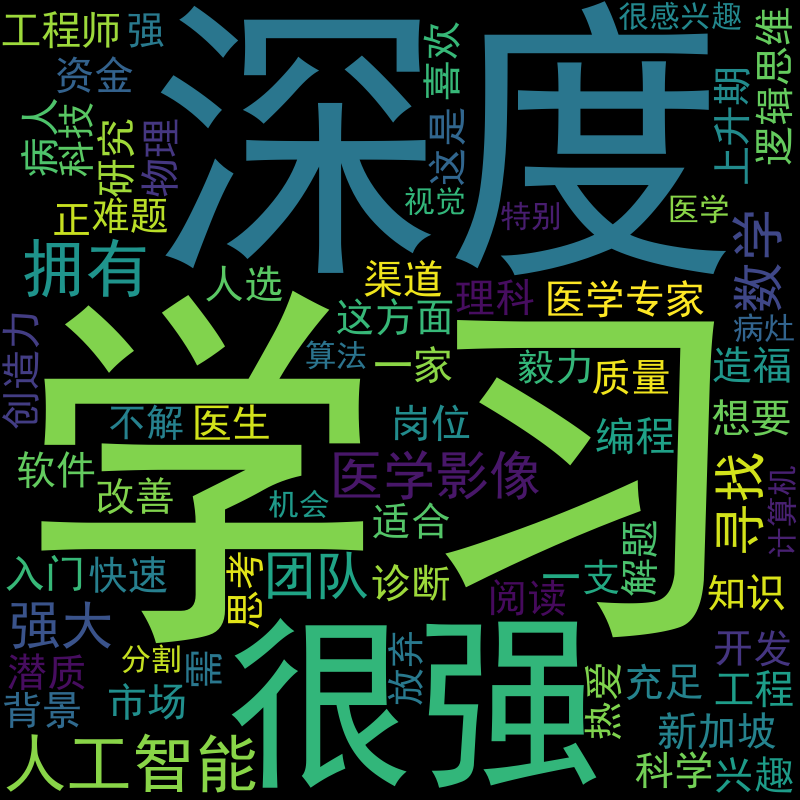 深度
工程师
强
很感兴趣
资金
喜欢
逻辑思维
上升期
病人
科技
研究
物理
这是
视觉
特别
医学
正
难题
数学
拥有
人选
渠道
理科
医学专家
创造力
这方面
病灶
算法
一家
毅力
质量
造福
学习
不解
医生
岗位
编程
想要
软件
医学影像
寻找
改善
机会
适合
计算机
入门
快速
思考
团队
诊断
一支
解题
阅读
知识
强大
很强
潜质
分割
需
放弃
热爱
充足
开发
工程
背景
市场
新加坡
人工智能
科学
兴趣